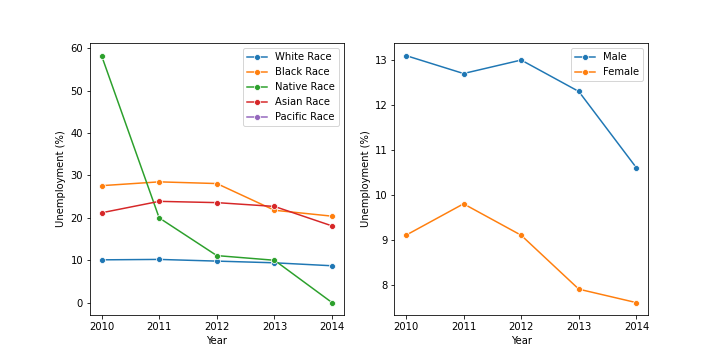 60
50
40
30
20
10
0
Unemployment (%)
White Race
Black Race
Native Race
Asian Race
Pacific Race
2010 2011 2012 2013 2014
Year
13
12
11
10
9
8
Unemployment (%)
Male
Female
2010 2011 2012 2013 2014
Year